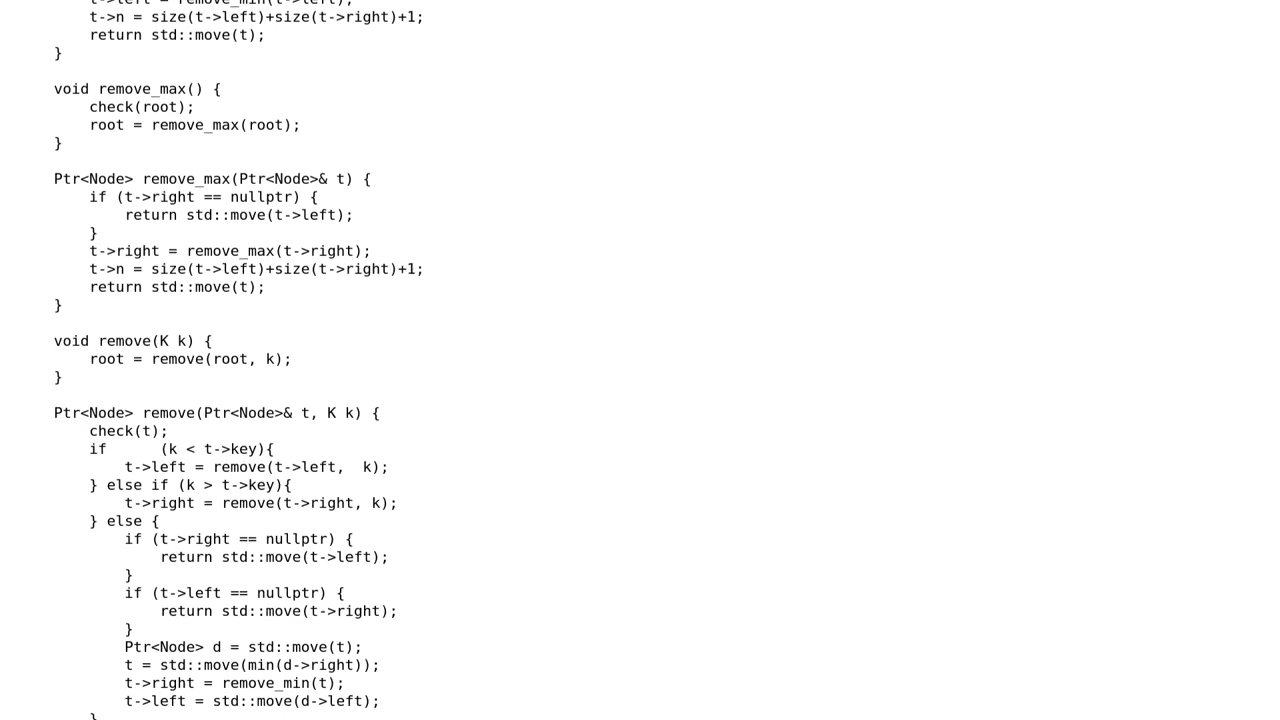 t->left = remove_min(t->left);
t->n = size(t->left)+size(t->right)+1;
return std::move(t);
}
void remove_max() {
check(root);
root = remove_max(root);
}
Ptr<Node> remove_max(Ptr<Node>& t) {
if (t->right == nullptr) {
return std::move(t->left);
}
t->right = remove_max(t->right);
t->n = size(t->left)+size(t->right)+1;
return std::move(t);
}
void remove(K k) {
root = remove(root, k);
}
Ptr<Node> remove(Ptr<Node>& t, K k) {
check(t);
if      (k < t->key){
t->left = remove(t->left,  k);
} else if (k > t->key){
t->right = remove(t->right, k);
} else {
if (t->right == nullptr) {
return std::move(t->left);
}
if (t->left == nullptr) {
return std::move(t->right);
}
Ptr<Node> d = std::move(t);
t = std::move(min(d->right));
t->right = remove_min(t);
t->left = std::move(d->left);
}